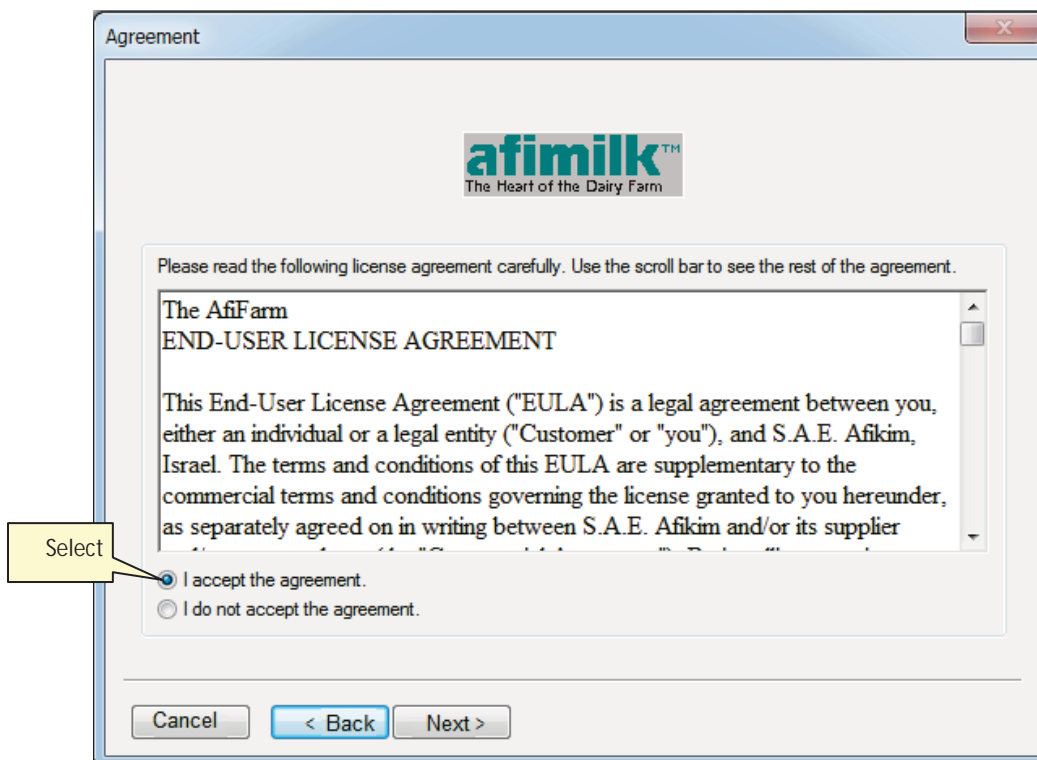 Agreement
afimilk™
The Heart of the Dairy Farm
Please read the following license agreement carefully. Use the scroll bar to see the rest of the agreement.
The AfiFarm
END-USER LICENSE AGREEMENT
This End-User License Agreement ("EULA") is a legal agreement between you,
either an individual or a legal entity ("Customer" or "you"), and S.A.E. Afikim,
Israel. The terms and conditions of this EULA are supplementary to the
commercial terms and conditions governing the license granted to you hereunder,
as separately agreed on in writing between S.A.E. Afikim and/or its supplier
Select
I accept the agreement.
I do not accept the agreement.
Cancel
< Back
Next >